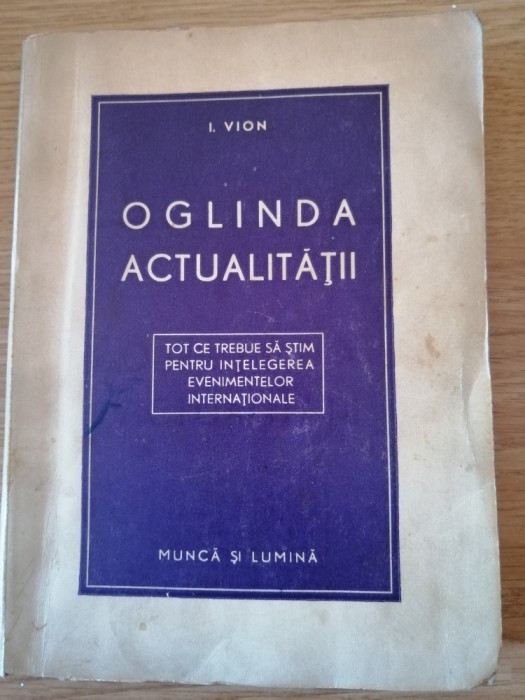 I. VION
OGLINDA
ACTUALITĂŢII
TOT CE TREBUE SĂ ŞTIM
PENTRU INŢELEGEREA
EVENIMENTELOR
INTERNAŢIONALE
MUNCĂ ŞI LUMINĂ